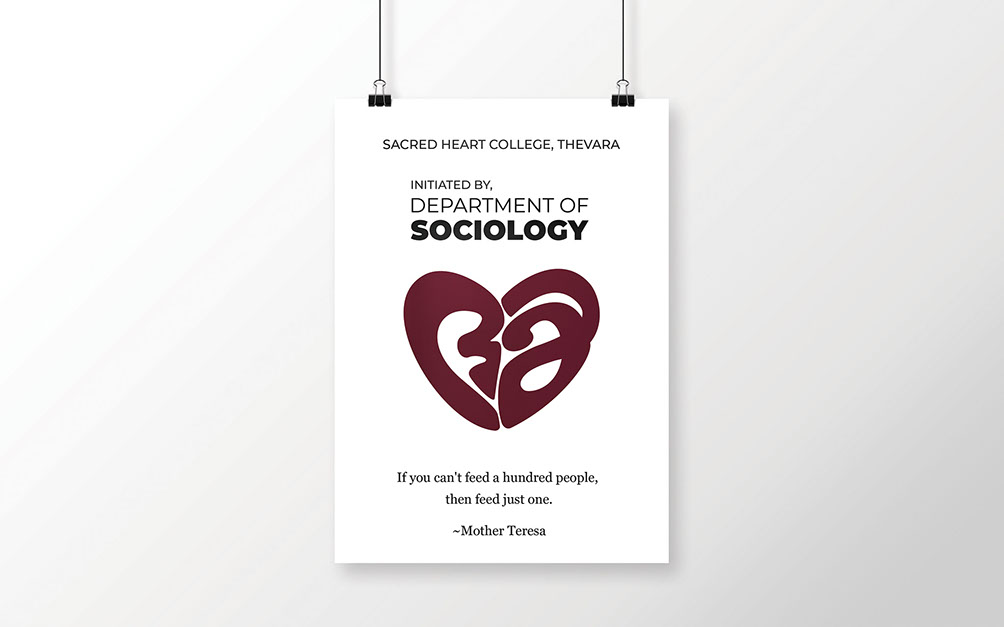 SACRED HEART COLLEGE, THEVARA
INITIATED BY,
DEPARTMENT OF
SOCIOLOGY
If you can't feed a hundred people,
then feed just one.
~Mother Teresa